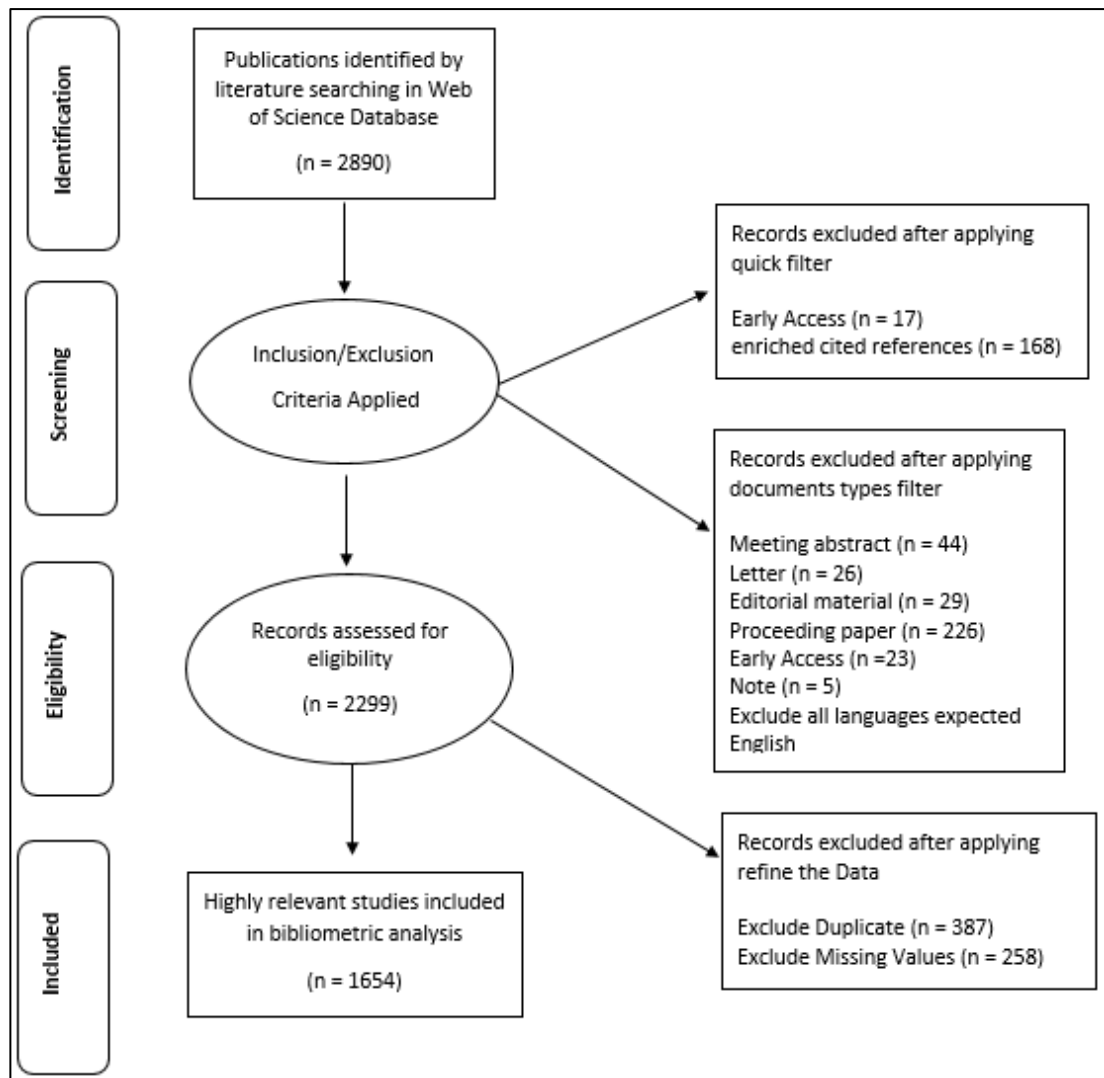 Identification
Publications identified by
literature searching in Web
of Science Database
(n = 2890)
Screening
Inclusion/Exclusion
Criteria Applied
Records excluded after applying
quick filter
Early Access (n = 17)
enriched cited references (n = 168)
Records excluded after applying
documents types filter
Meeting abstract (n = 44)
Letter (n = 26)
Editorial material (n = 29)
Proceeding paper (n = 226)
Early Access (n =23)
Note (n = 5)
Exclude all languages expected
English
Eligibility
Records assessed for
eligibility
(n = 2299)
Records excluded after applying
refine the Data
Exclude Duplicate (n = 387)
Exclude Missing Values (n = 258)
Included
Highly relevant studies included
in bibliometric analysis
(n = 1654)